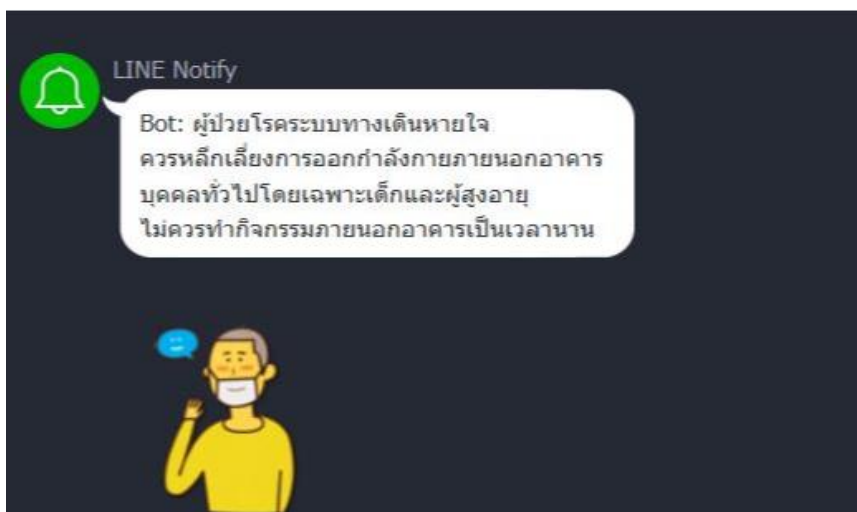 LINE Notify
Bot: ผู้ป่วยโรคระบบทางเดินหายใจ
ควรหลีกเลี่ยงการออกกำลังกายภายนอกอาคาร
บุคคลทั่วไปโดยเฉพาะเด็กและผู้สูงอายุ
ไม่ควรทำกิจกรรมภายนอกอาคารเป็นเวลานาน